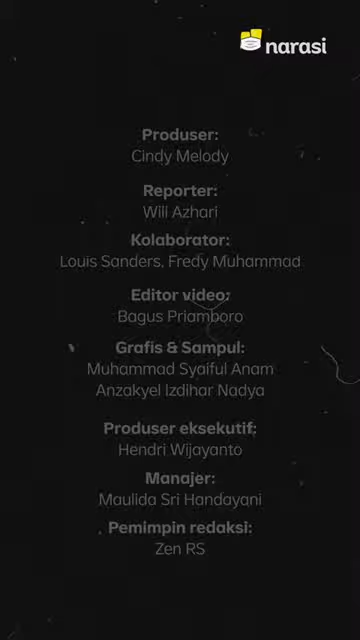 narasi
Produser:
Cindy Melody
Reporter:
Will Azhari
Kolaborator:
Louis Sanders, Fredy Muhammad
Editor video:
Bagus Priamboro
Grafis & Sampul:
Muhammad Syaiful Anam
Anzakyel Izdihar Nadya
Produser eksekutif:
Hendri Wijayanto
Manajer:
Maulida Sri Handayani
Pemimpin redaksi:
Zen RS